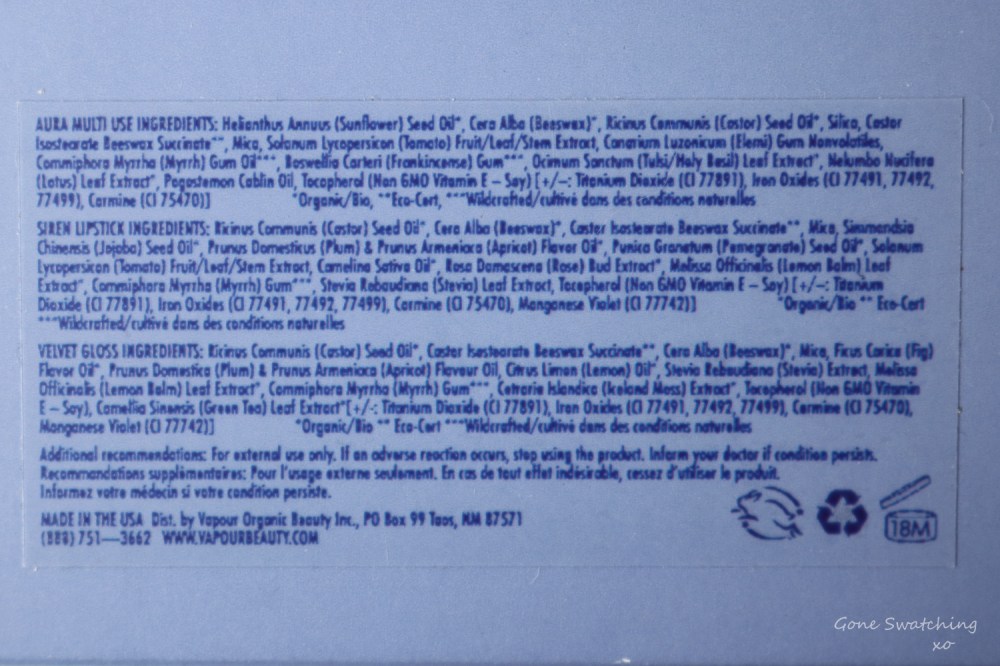 AURA MULTI USE INGREDIENTS: Helianthus Annuus (Sunflower) Seed Oil*, Cera Alba (Beeswax)*, Ricinus Communis (Castor) Seed Oil*, Silica, Castor
Isostearate Beeswax Succinate**, Mica, Solanum Lycopersicon (Tomato) Fruit/Leaf/Stem Extract, Canarium Luzonicum (Elemi) Gum Nonvolatiles,
Commiphora Myrrha (Myrrh) Gum Oil***, Boswellia Carteri (Frankincense) Gum***, Ocimum Sanctum (Tulsi/Holy Basil) Leaf Extract*, Nelumbo Nucifera
(Lotus) Leaf Extract*, Pogostemon Cablin Oil, Tocopherol (Non GMO Vitamin E – Soy) [+/–: Titanium Dioxide (CI 77891), Iron Oxides (CI 77491, 77492,
77499), Carmine (CI 75470)] *Organic/Bio, **Eco-Cert, ***Wildcrafted/cultivé dans des conditions naturelles
SIREN LIPSTICK INGREDIENTS: Ricinus Communis (Castor) Seed Oil*, Cera Alba (Beeswax)*, Castor Isostearate Beeswax Succinate**, Mica, Simmondsia
Chinensis (Jojoba) Seed Oil*, Prunus Domesticus (Plum) & Prunus Armeniaca (Apricot) Flavor Oil*, Punica Granatum (Pomegranate) Seed Oil*, Solanum
Lycopersicon (Tomato) Fruit/Leaf/Stem Extract, Camelina Sativa Oil*, Rosa Damascena (Rose) Bud Extract*, Melissa Officinalis (Lemon Balm) Leaf
Extract*, Commiphora Myrrha (Myrrh) Gum***, Stevia Rebaudiana (Stevia) Leaf Extract, Tocopherol (Non GMO Vitamin E – Soy) [+/–: Titanium
Dioxide (CI 77891), Iron Oxides (CI 77491, 77492, 77499), Carmine (CI 75470), Manganese Violet (CI 77742)] *Organic/Bio ** Eco-Cert
***Wildcrafted/cultivé dans des conditions naturelles
VELVET GLOSS INGREDIENTS: Ricinus Communis (Castor) Seed Oil*, Castor Isostearate Beeswax Succinate**, Cera Alba (Beeswax)*, Mica, Ficus Carica (Fig)
Flavor Oil*, Prunus Domestica (Plum) & Prunus Armeniaca (Apricot) Flavour Oil, Citrus Limon (Lemon) Oil*, Stevia Rebaudiana (Stevia) Extract, Melissa
Officinalis (Lemon Balm) Leaf Extract*, Commiphora Myrrha (Myrrh) Gum***, Cetraria Islandica (Iceland Moss) Extract*, Tocopherol (Non GMO Vitamin
E – Soy), Camellia Sinensis (Green Tea) Leaf Extract*[+/-: Titanium Dioxide (CI 77891), Iron Oxides (CI 77491, 77492, 77499), Carmine (CI 75470),
Manganese Violet (CI 77742)] *Organic/Bio ** Eco-Cert ***Wildcrafted/cultivé dans des conditions naturelles
Additional recommendations: For external use only. If an adverse reaction occurs, stop using the product. Inform your doctor if condition persists.
Recommandations supplémentaires: Pour l'usage externe seulement. En cas de tout effet indésirable, cessez d'utiliser le produit.
Informez votre médecin si votre condition persiste.
MADE IN THE USA Dist. by Vapour Organic Beauty Inc., PO Box 99 Taos, NM 87571
(888) 751—3662 WWW.VAPOURBEAUTY.COM
18M
Gone Swatching
xo